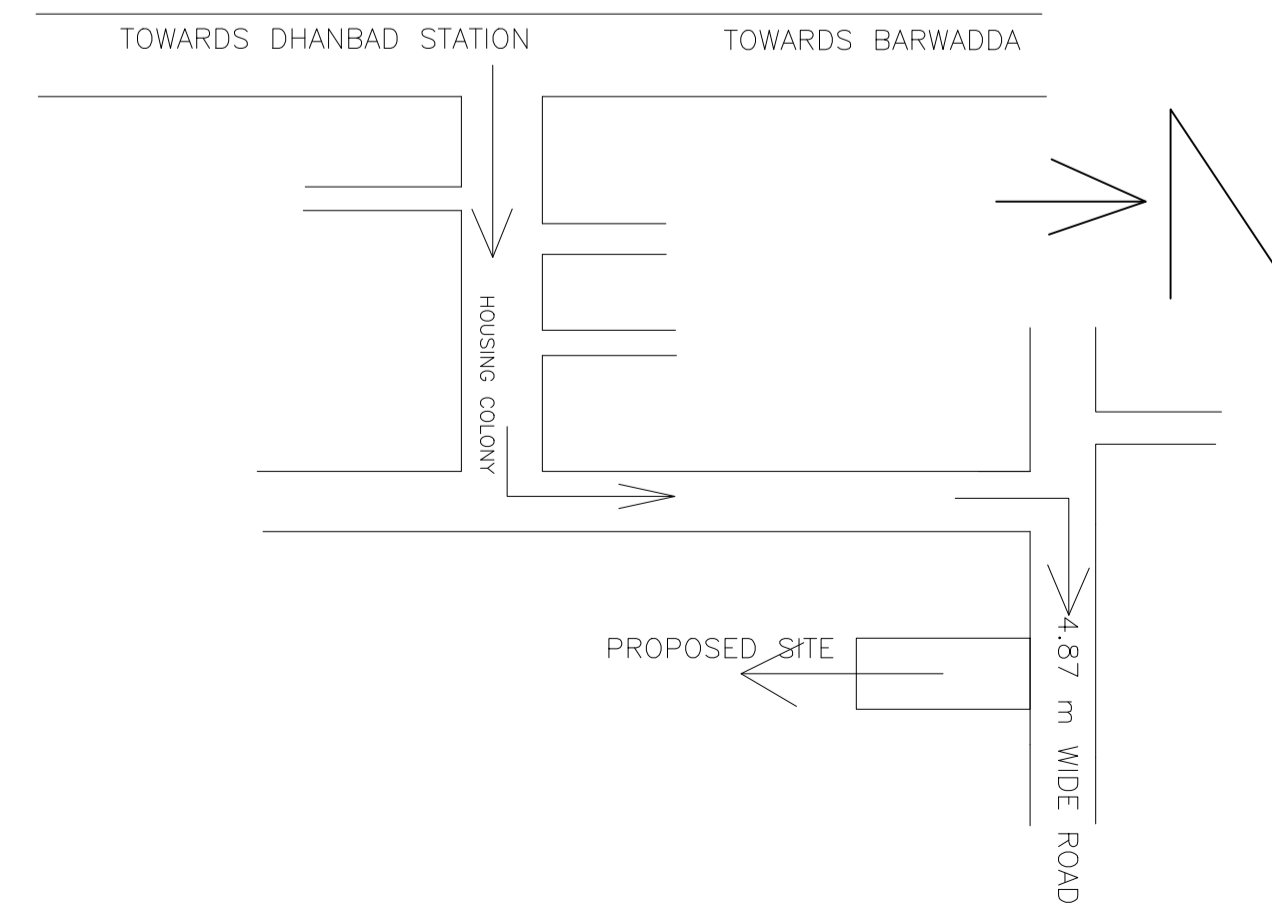 TOWARDS DHANBAD STATION
TOWARDS BARWADDA
N
HOUSING COLONY
PROPOSED SITE
4.87 m WIDE ROAD